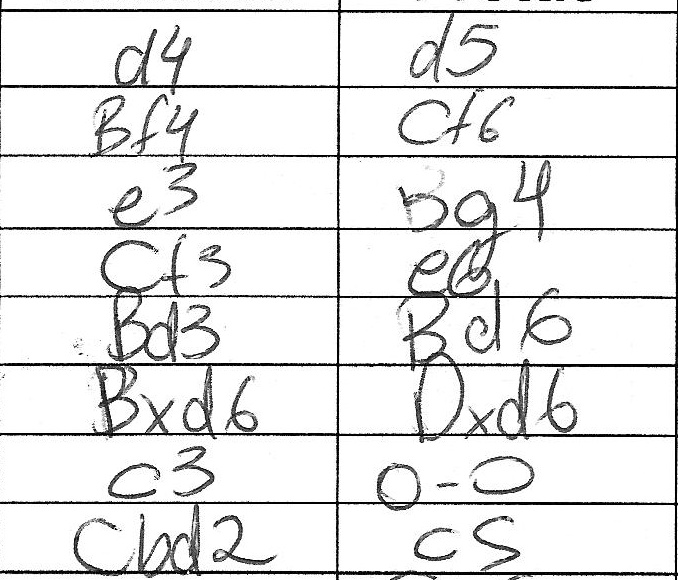 d4 d5
Bf4 Cf6
e3 Bg4
Cf3 e6
Bd3 Bd6
Bxd6 Dxd6
c3 0-0
Cbd2 c5